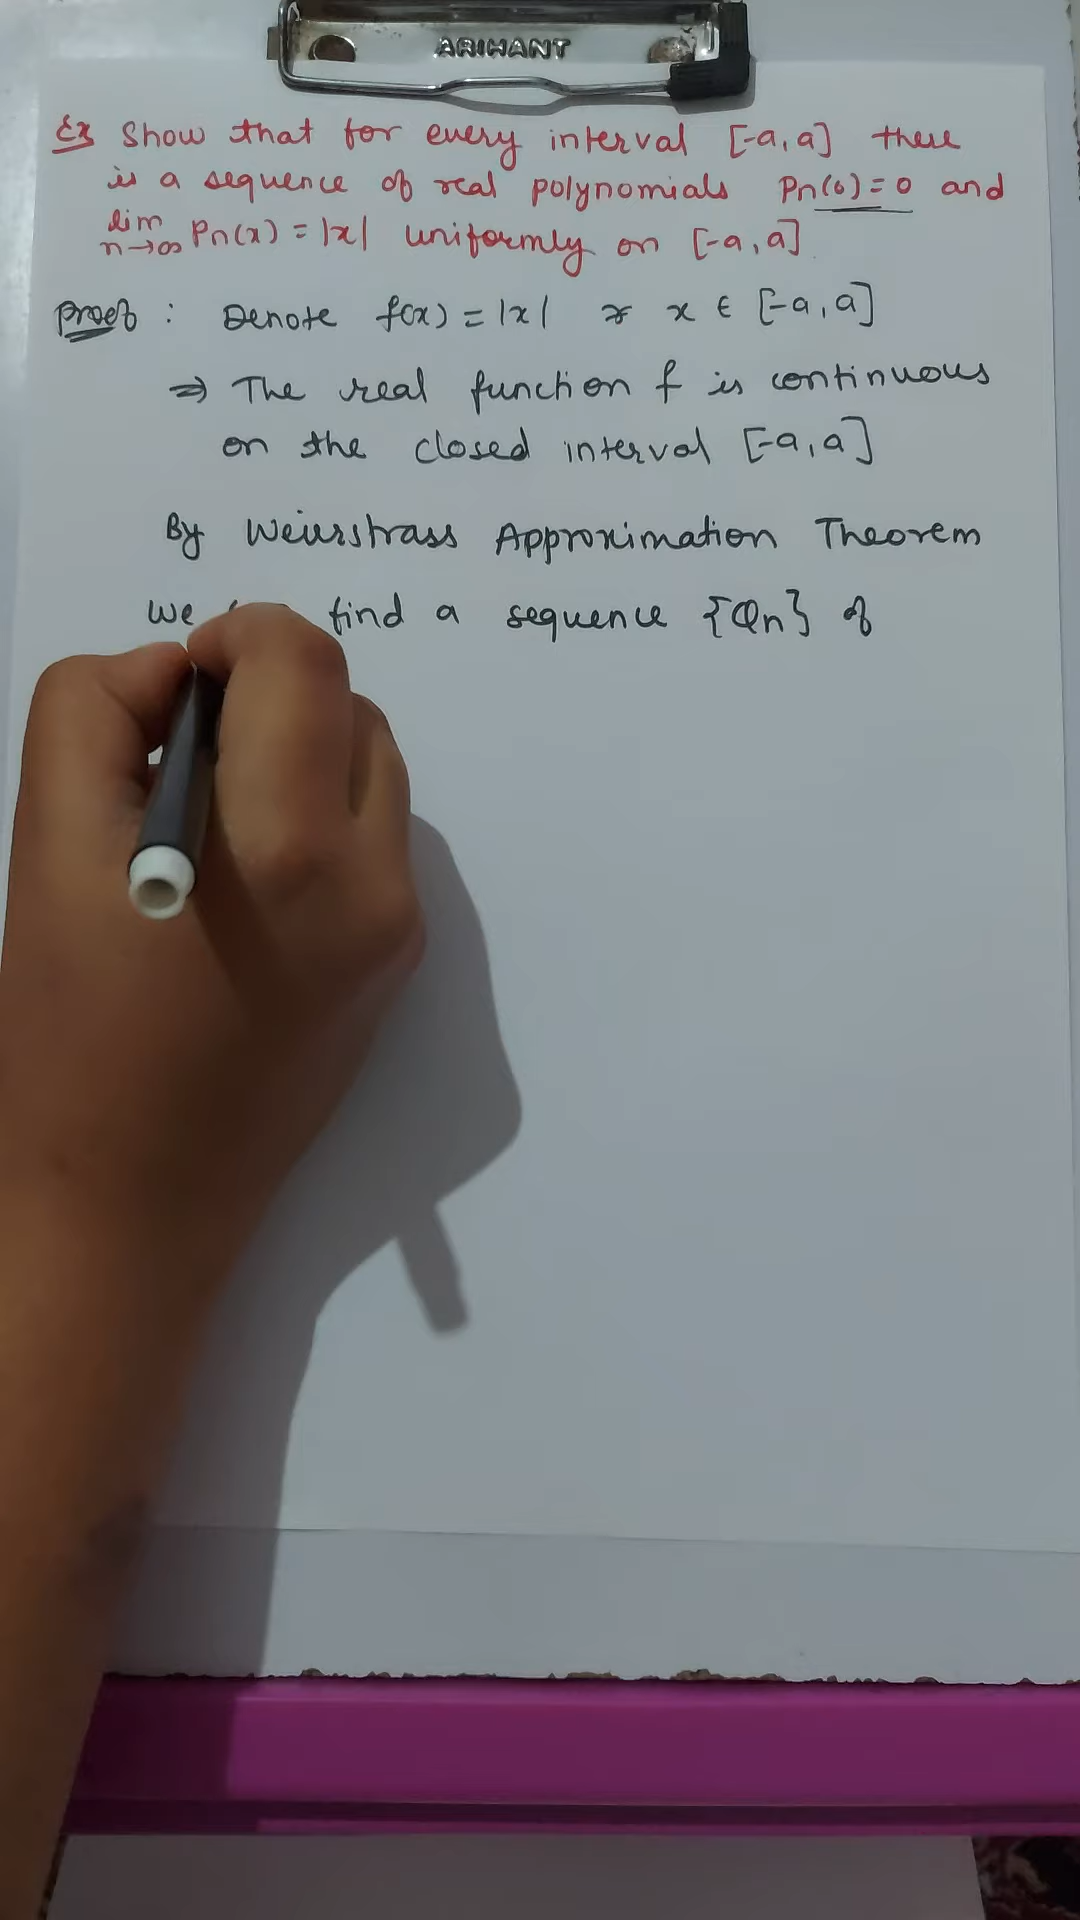 ARIHANT
Ex Show that for every interval [-a,a] there
is a sequence of real polynomials Pn(0)=0 and
lim n→∞ Pn(x) = |x| uniformly on [-a,a]
Proof : Denote f(x) = |x| ∀ x ∈ [-a,a]
⇒ The real function f is continuous
on the closed interval [-a,a]
By Weierstrass Approximation Theorem
we find a sequence {Qn} of